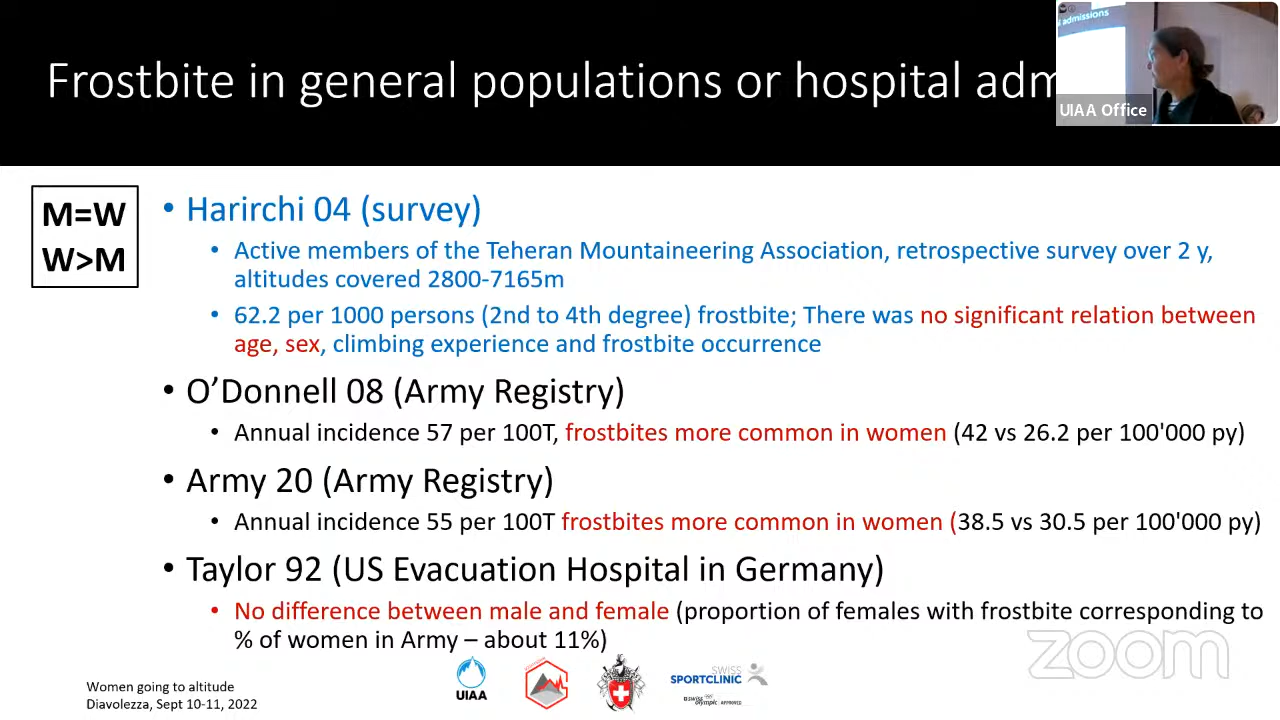 Frostbite in general populations or hospital adm
admissions
UIAA Office
M=W
W>M
• Harirchi 04 (survey)
• Active members of the Teheran Mountaineering Association, retrospective survey over 2 y,
altitudes covered 2800-7165m
• 62.2 per 1000 persons (2nd to 4th degree) frostbite; There was no significant relation between
age, sex, climbing experience and frostbite occurrence
• O’Donnell 08 (Army Registry)
• Annual incidence 57 per 100T, frostbites more common in women (42 vs 26.2 per 100'000 py)
• Army 20 (Army Registry)
• Annual incidence 55 per 100T frostbites more common in women (38.5 vs 30.5 per 100'000 py)
• Taylor 92 (US Evacuation Hospital in Germany)
• No difference between male and female (proportion of females with frostbite corresponding to
% of women in Army – about 11%)
zoom
Women going to altitude
Diavolezza, Sept 10-11, 2022
UIAA
SWISS
SPORTCLINIC
swiss olympic APPROVED